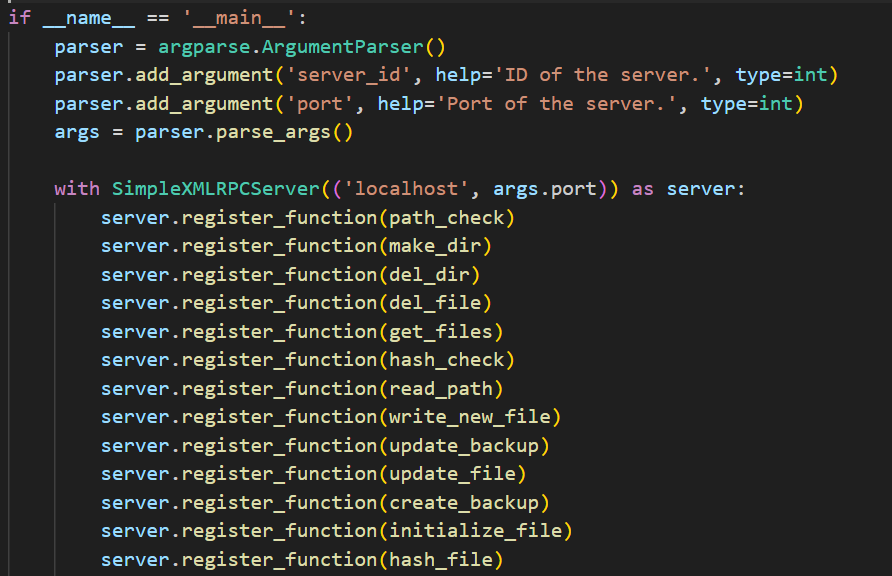 if __name__ == '__main__':
    parser = argparse.ArgumentParser()
    parser.add_argument('server_id', help='ID of the server.', type=int)
    parser.add_argument('port', help='Port of the server.', type=int)
    args = parser.parse_args()
    with SimpleXMLRPCServer(('localhost', args.port)) as server:
        server.register_function(path_check)
        server.register_function(make_dir)
        server.register_function(del_dir)
        server.register_function(del_file)
        server.register_function(get_files)
        server.register_function(hash_check)
        server.register_function(read_path)
        server.register_function(write_new_file)
        server.register_function(update_backup)
        server.register_function(update_file)
        server.register_function(create_backup)
        server.register_function(initialize_file)
        server.register_function(hash_file)